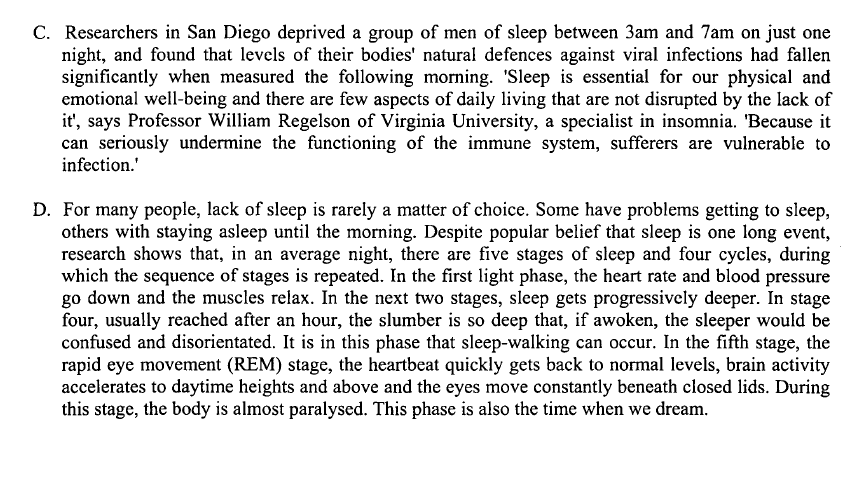 C. Researchers in San Diego deprived a group of men of sleep between 3am and 7am on just one
night, and found that levels of their bodies' natural defences against viral infections had fallen
significantly when measured the following morning. 'Sleep is essential for our physical and
emotional well-being and there are few aspects of daily living that are not disrupted by the lack of
it', says Professor William Regelson of Virginia University, a specialist in insomnia. 'Because it
can seriously undermine the functioning of the immune system, sufferers are vulnerable to
infection.'
D. For many people, lack of sleep is rarely a matter of choice. Some have problems getting to sleep,
others with staying asleep until the morning. Despite popular belief that sleep is one long event,
research shows that, in an average night, there are five stages of sleep and four cycles, during
which the sequence of stages is repeated. In the first light phase, the heart rate and blood pressure
go down and the muscles relax. In the next two stages, sleep gets progressively deeper. In stage
four, usually reached after an hour, the slumber is so deep that, if awoken, the sleeper would be
confused and disorientated. It is in this phase that sleep-walking can occur. In the fifth stage, the
rapid eye movement (REM) stage, the heartbeat quickly gets back to normal levels, brain activity
accelerates to daytime heights and above and the eyes move constantly beneath closed lids. During
this stage, the body is almost paralysed. This phase is also the time when we dream.